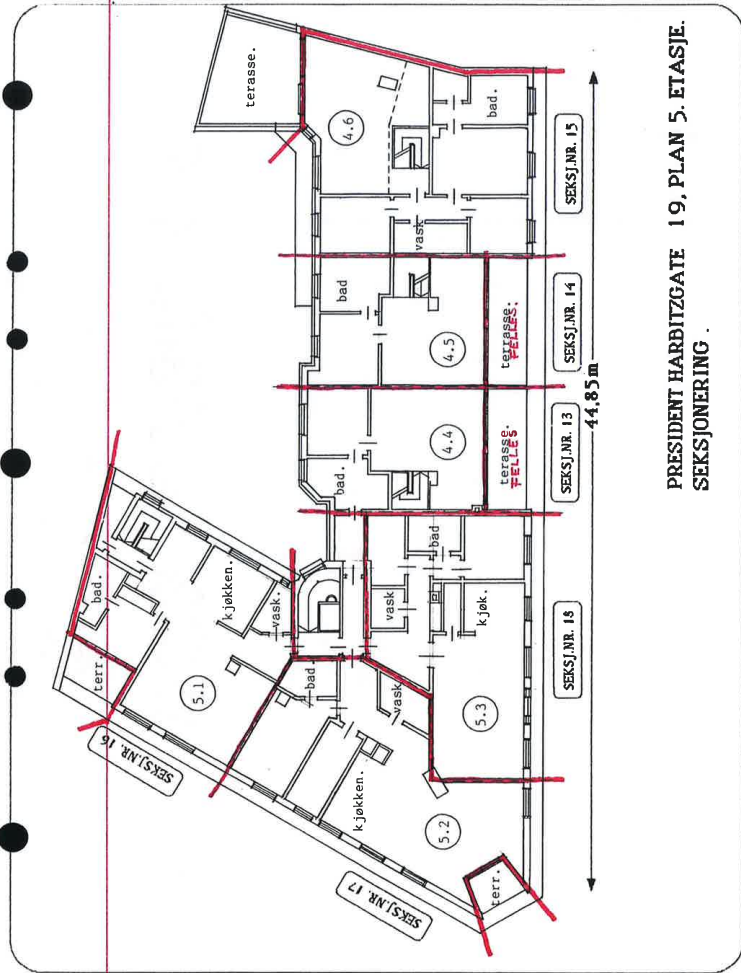 PRESIDENT HARBITZGATE 19, PLAN 5. ETASJE.
SEKSJONERING .
SEKSJ.NR. 16
SEKSJ.NR. 17
SEKSJ.NR. 18
SEKSJ.NR. 13
SEKSJ.NR. 14
SEKSJ.NR. 15
44,85m
terr.
bad.
5.1
kjøkken.
vask.
bad.
vask
kjøkken.
5.2
terr.
vask
bad
kjøk.
5.3
bad.
4.4
terasse.
FELLES
bad
4.5
terrasse.
FELLES:
vask
4.6
bad.
terasse.